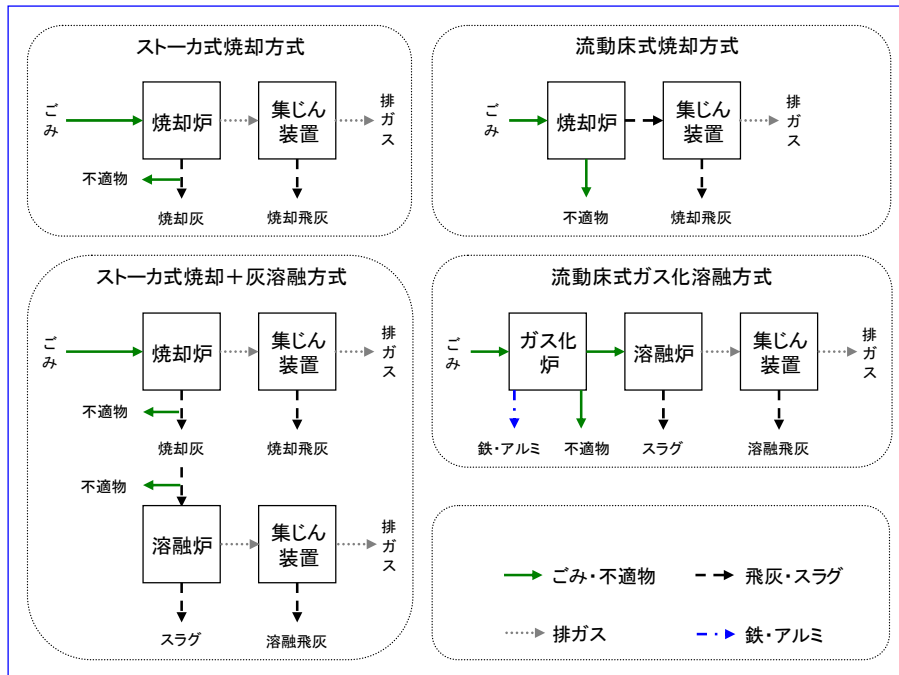 ストーカ式焼却方式
ごみ
焼却炉
集じん
装置
排ガス
不適物
焼却灰
焼却飛灰
流動床式焼却方式
ごみ
焼却炉
集じん
装置
排ガス
不適物
焼却飛灰
ストーカ式焼却＋灰溶融方式
ごみ
焼却炉
集じん
装置
排ガス
不適物
焼却灰
焼却飛灰
不適物
溶融炉
集じん
装置
排ガス
スラグ
溶融飛灰
流動床式ガス化溶融方式
ごみ
ガス化
炉
溶融炉
集じん
装置
排ガス
鉄・アルミ
不適物
スラグ
溶融飛灰
ごみ・不適物
飛灰・スラグ
排ガス
鉄・アルミ